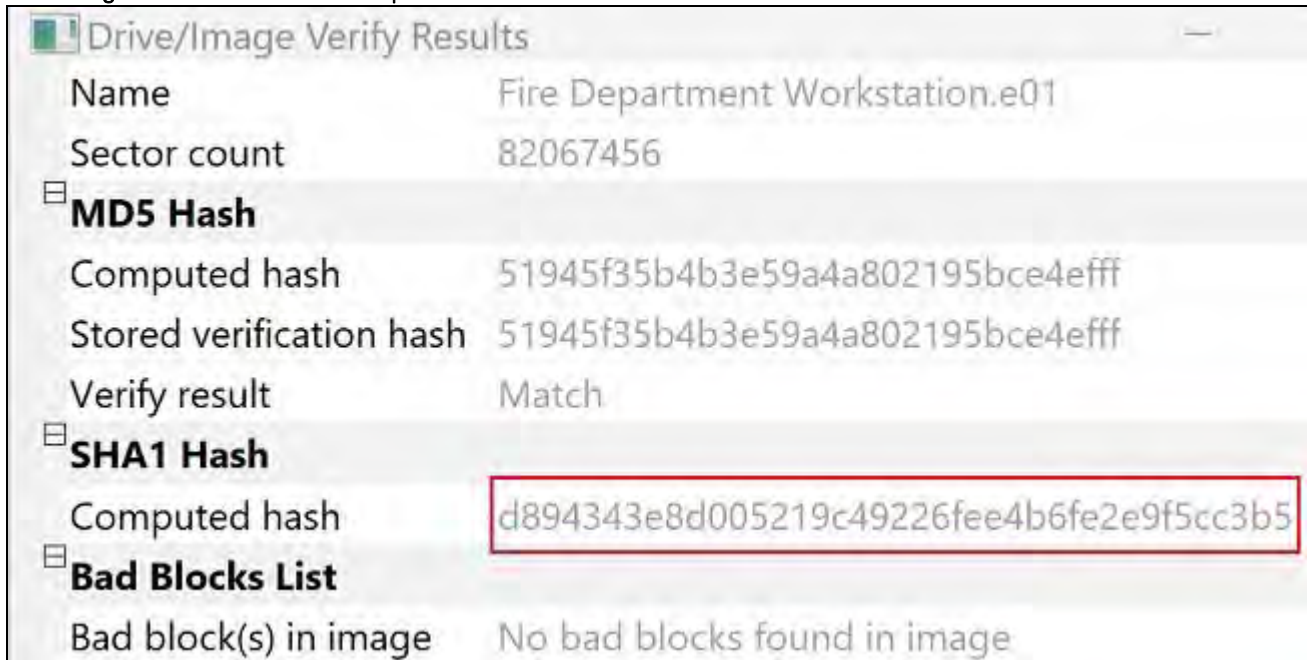 Drive/Image Verify Results
Name Fire Department Workstation.e01
Sector count 82067456
MD5 Hash
Computed hash 51945f35b4b3e59a4a802195bce4efff
Stored verification hash 51945f35b4b3e59a4a802195bce4efff
Verify result Match
SHA1 Hash
Computed hash d894343e8d005219c49226fee4b6fe2e9f5cc3b5
Bad Blocks List
Bad block(s) in image No bad blocks found in image